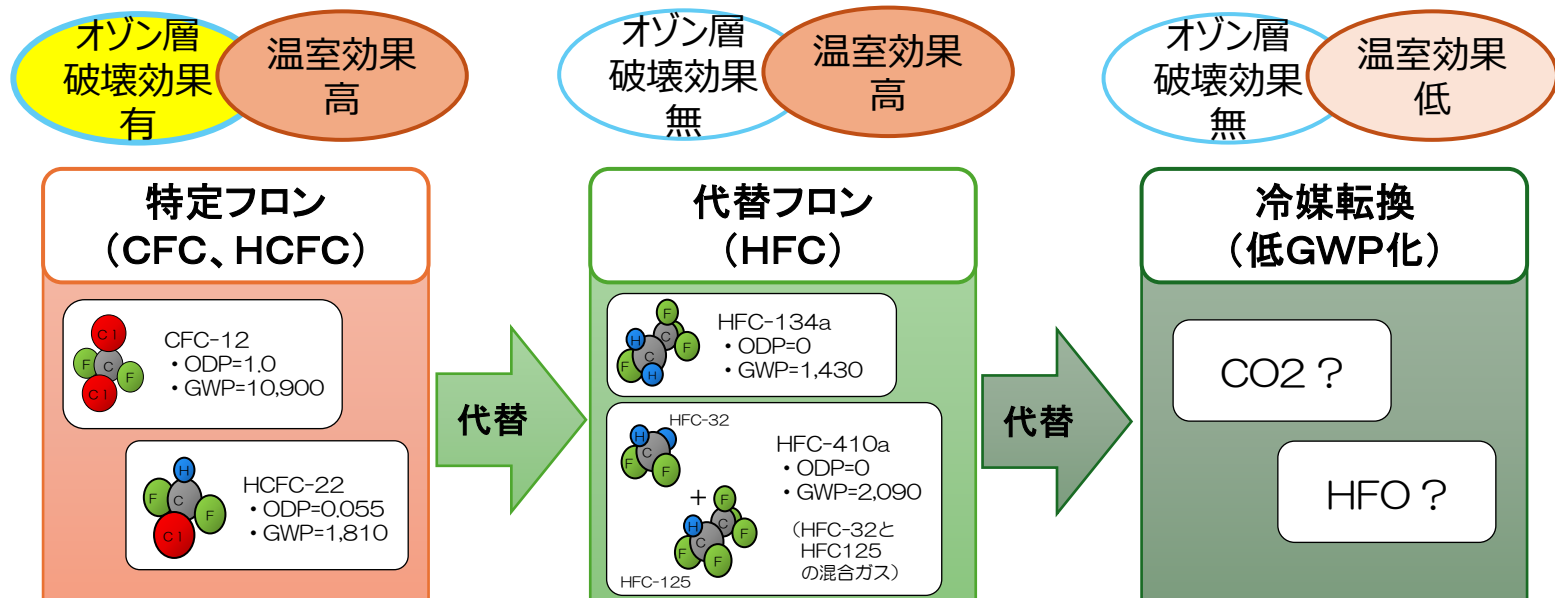 オゾン層
破壊効果
有
温室効果
高
オゾン層
破壊効果
無
温室効果
高
オゾン層
破壊効果
無
温室効果
低
特定フロン
（CFC、HCFC）
Cl
F
C
F
Cl
CFC-12
・ODP=1.0
・GWP=10,900
H
F
C
F
Cl
HCFC-22
・ODP=0.055
・GWP=1,810
代替
代替フロン
（HFC）
F
H
C
F
C
F
H
HFC-134a
・ODP=0
・GWP=1,430
HFC-32
H
C
F
F
+
F
H
C
F
C
F
F
HFC-125
HFC-410a
・ODP=0
・GWP=2,090
（HFC-32と
HFC125
の混合ガス）
代替
冷媒転換
（低GWP化）
CO2？
HFO？